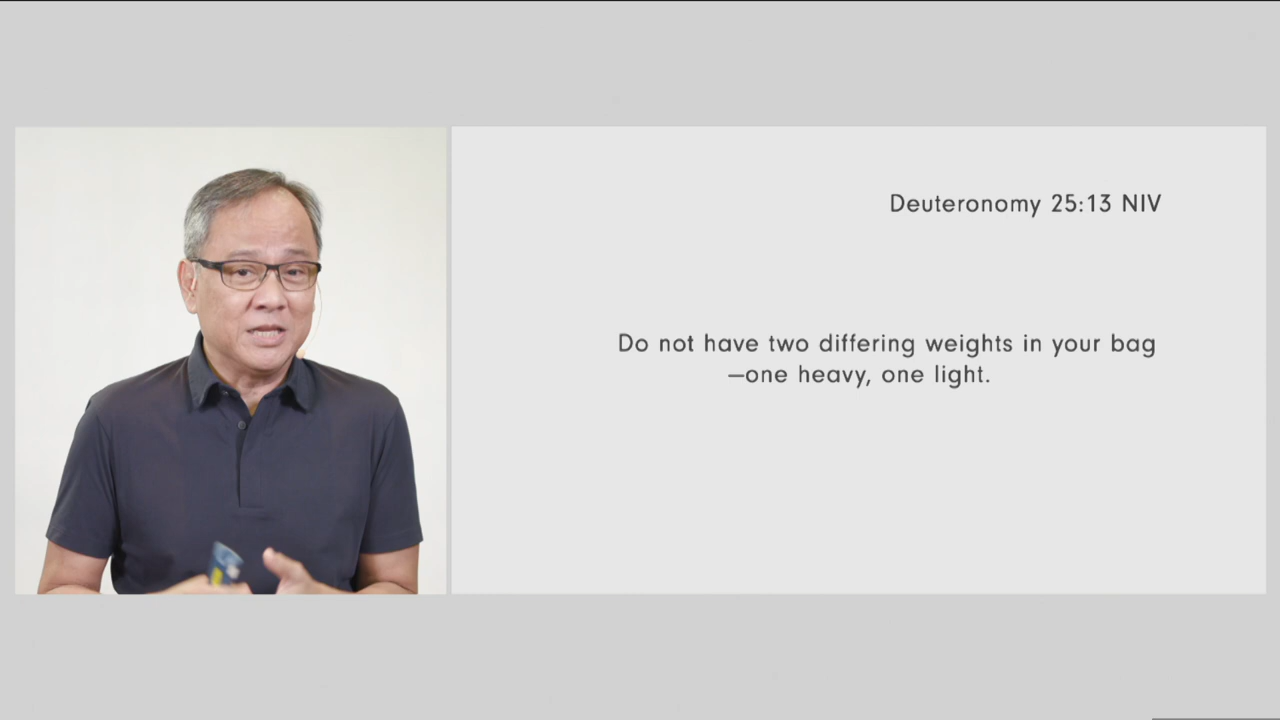 Deuteronomy 25:13 NIV
Do not have two differing weights in your bag
—one heavy, one light.